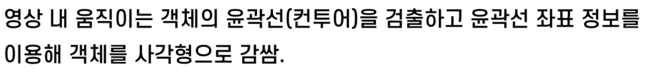 영상 내 움직이는 객체의 윤곽선(컨투어)을 검출하고 윤곽선 좌표 정보를
이용해 객체를 사각형으로 감쌈.